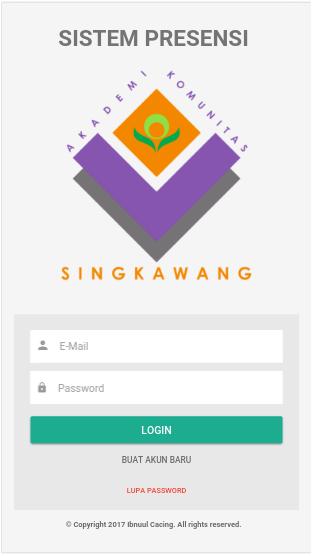 SISTEM PRESENSI
AKADEMI KOMUNITAS
SINGKAWANG
E-Mail
Password
LOGIN
BUAT AKUN BARU
LUPA PASSWORD
© Copyright 2017 Ibnuul Cacing. All rights reserved.